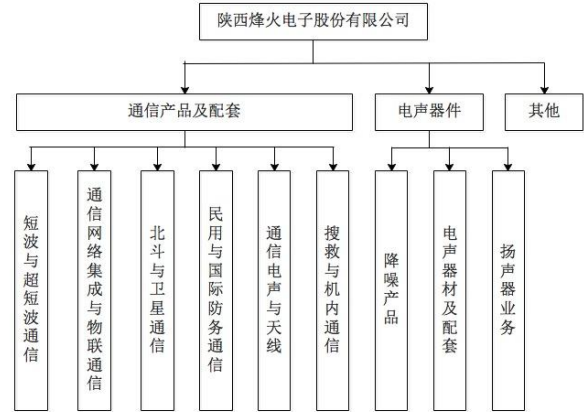 陕西烽火电子股份有限公司
通信产品及配套
电声器件
其他
短波与超短波通信
通信网络集成与物联通信
北斗与卫星通信
民用与国际防务通信
通信电声与天线
搜救与机内通信
降噪产品
电声器材及配套
扬声器业务